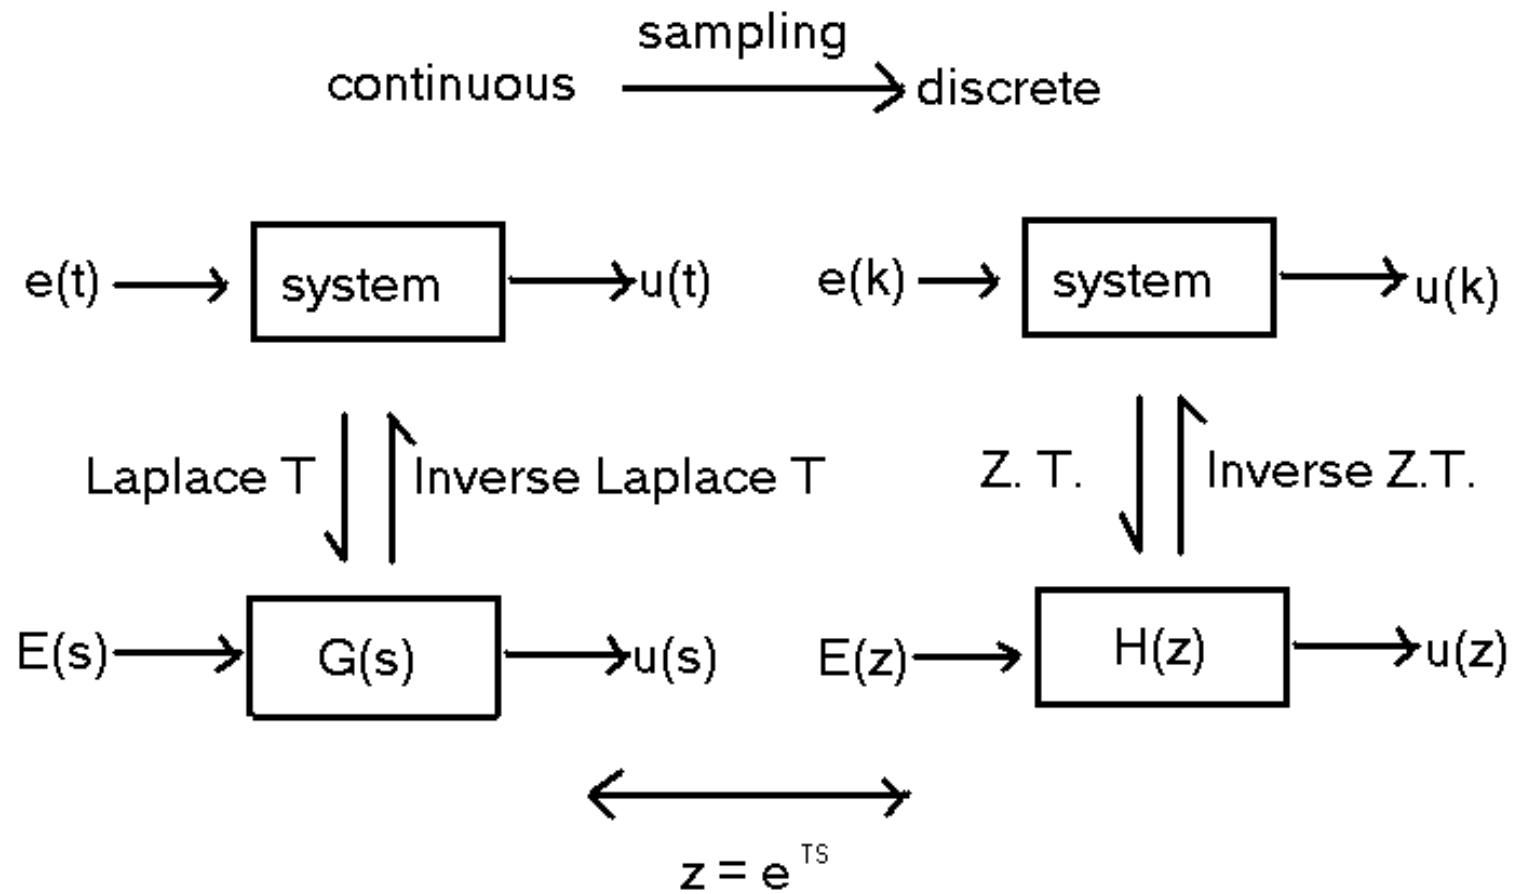 sampling
continuous discrete
e(t) system u(t) e(k) system u(k)
Laplace T Inverse Laplace T Z. T. Inverse Z.T.
E(s) G(s) u(s) E(z) H(z) u(z)
z = e^TS